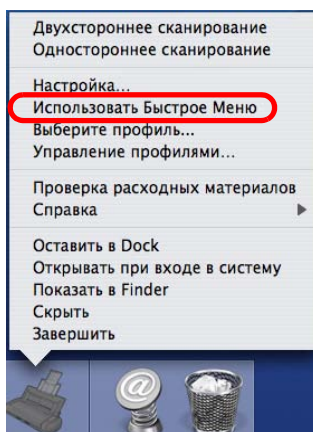 Двухстороннее сканирование
Одностороннее сканирование
Настройка...
Использовать Быстрое Меню
Выберите профиль...
Управление профилями...
Проверка расходных материалов
Справка
Оставить в Dock
Открывать при входе в систему
Показать в Finder
Скрыть
Завершить